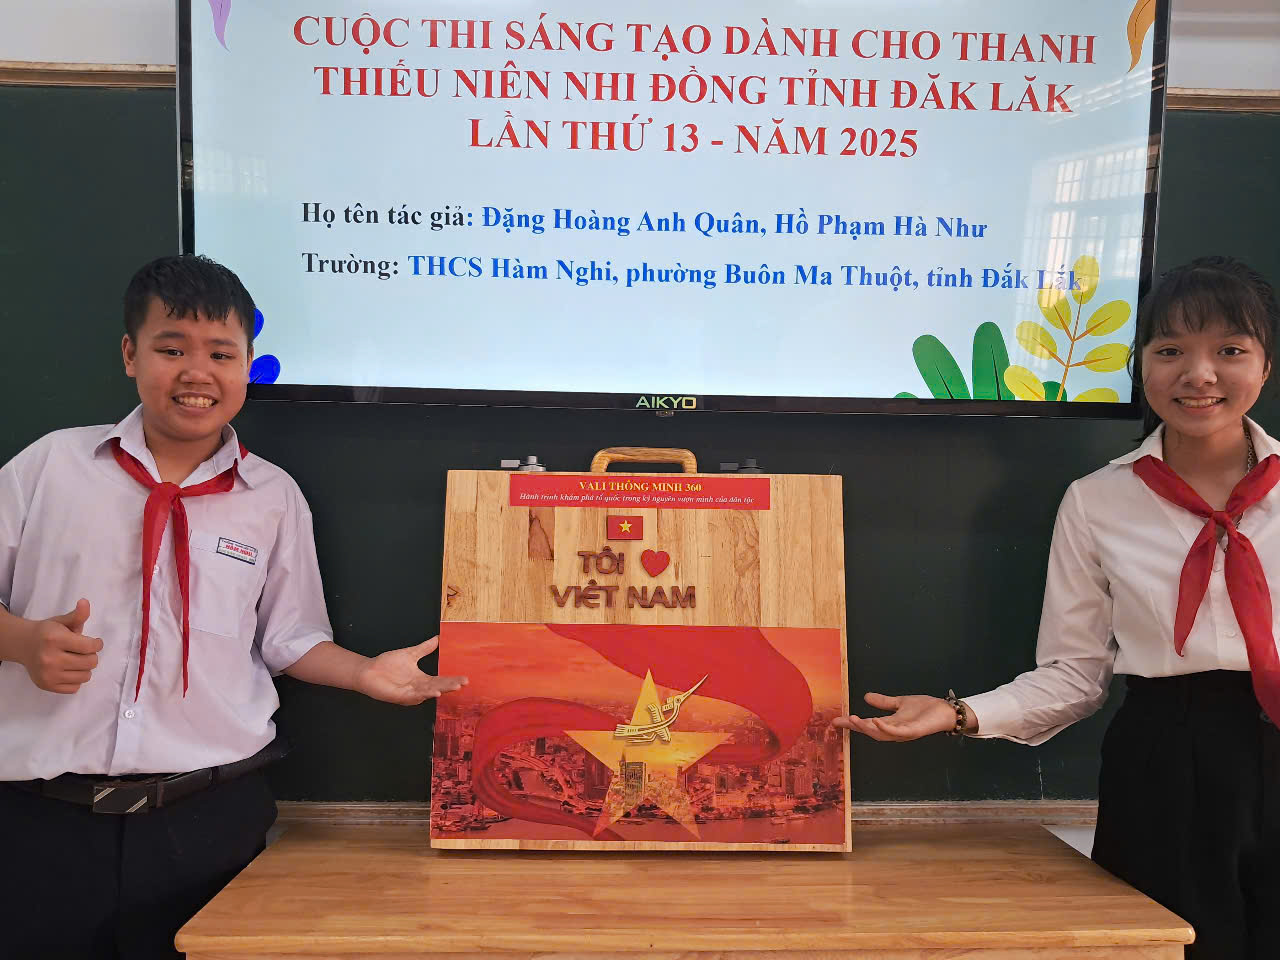 CUỘC THI SÁNG TẠO DÀNH CHO THANH
THIẾU NIÊN NHI ĐỒNG TỈNH ĐĂK LĂK
LẦN THỨ 13 - NĂM 2025
Họ tên tác giả: Đặng Hoàng Anh Quân, Hồ Phạm Hà Như
Trường: THCS Hàm Nghi, phường Buôn Ma Thuột, tỉnh Đắk Lắk
AIKYO
VALI THÔNG MINH 360
Hành trình khám phá tổ quốc trong kỷ nguyên vươn mình của dân tộc
TÔI
VIỆT NAM
HÀM NGHI